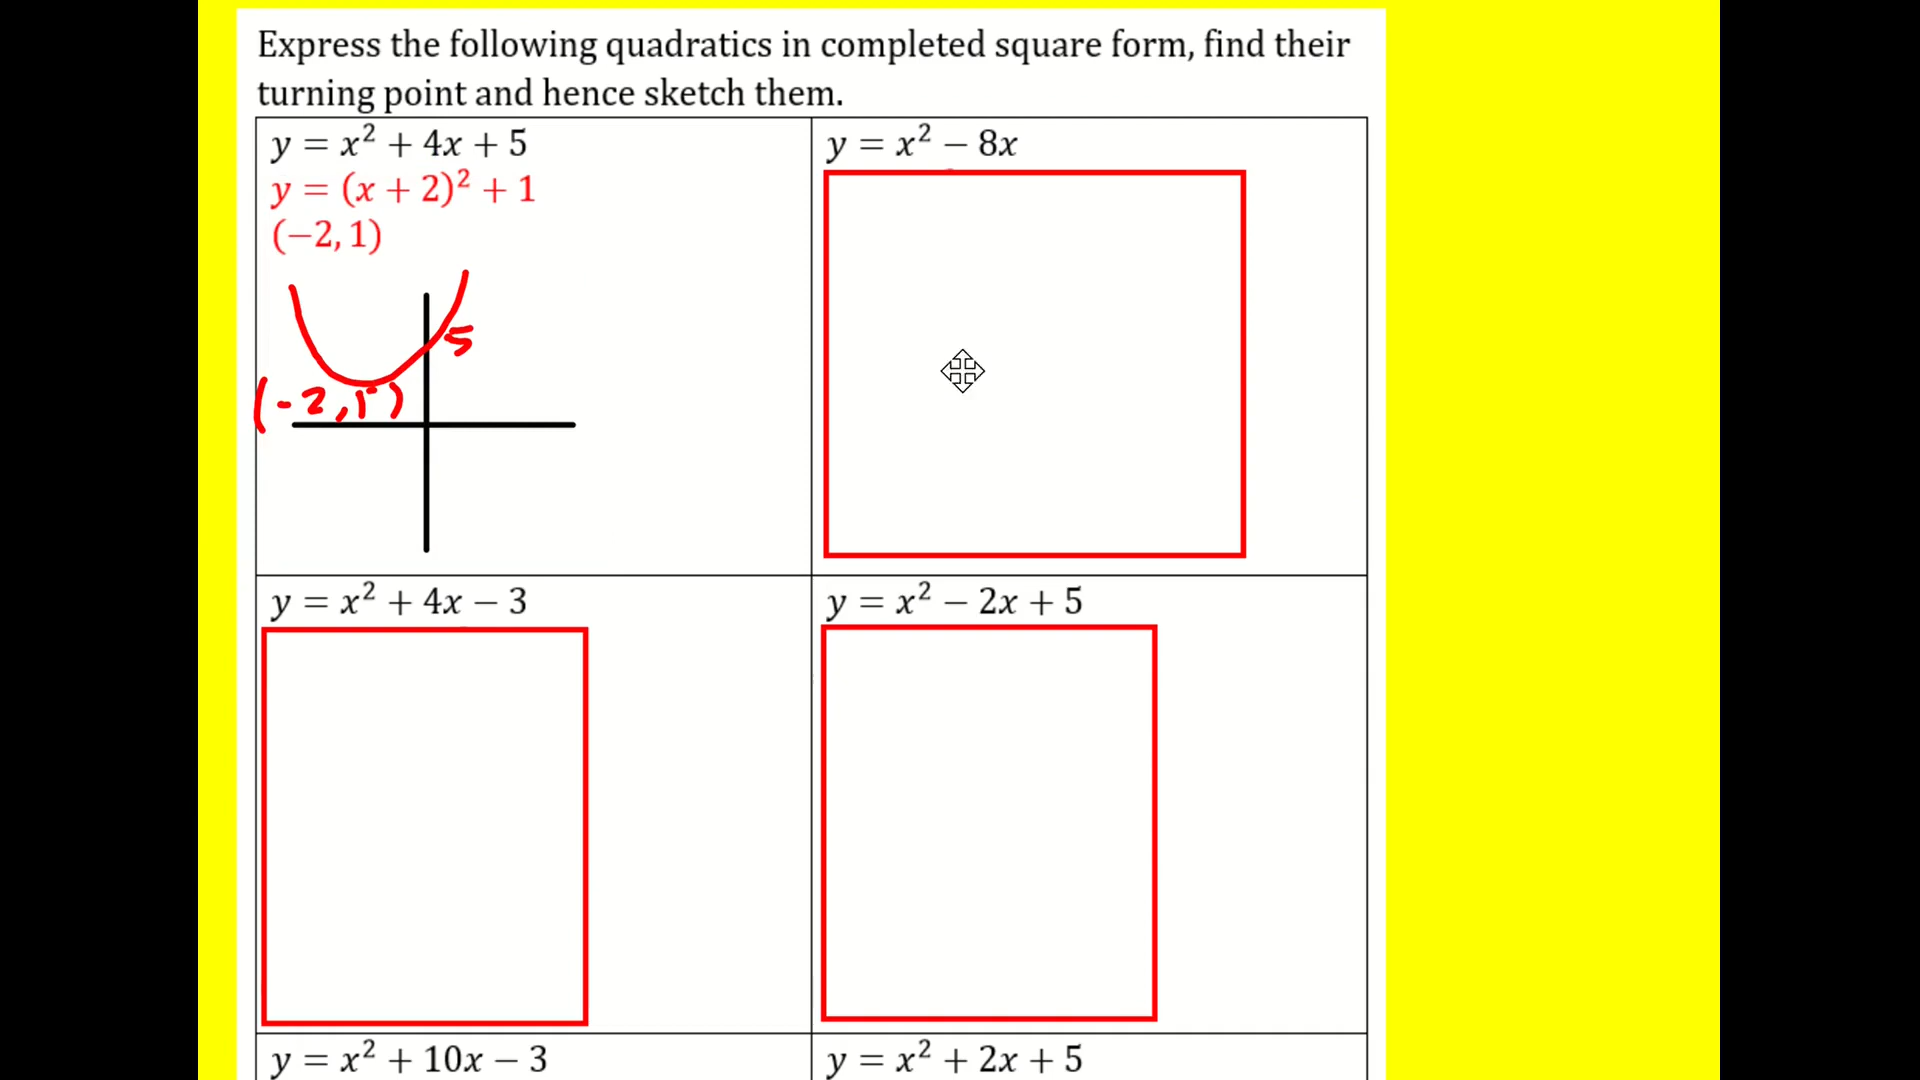 Express the following quadratics in completed square form, find their
turning point and hence sketch them.
y = x² + 4x + 5
y = (x + 2)² + 1
(−2, 1)
5
(-2,1)
y = x² − 8x
y = x² + 4x − 3
y = x² − 2x + 5
y = x² + 10x − 3
y = x² + 2x + 5